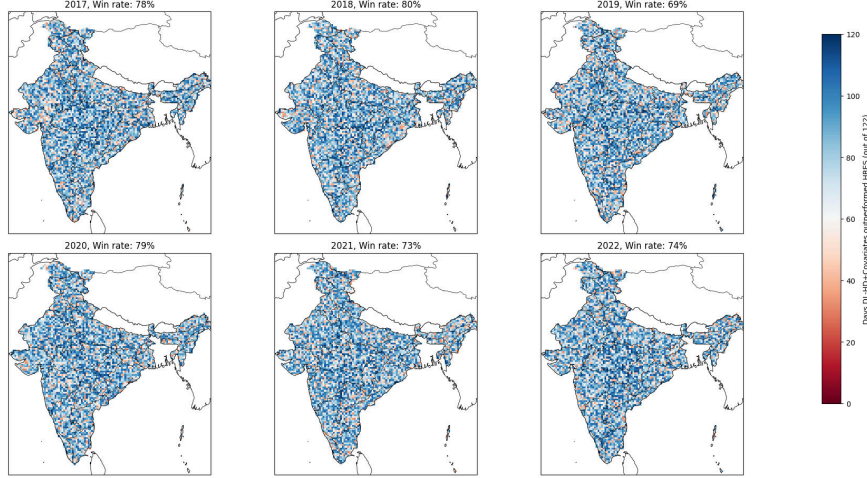 2017, Win rate: 78%
2018, Win rate: 80%
2019, Win rate: 69%
2020, Win rate: 79%
2021, Win rate: 73%
2022, Win rate: 74%
120
100
80
60
40
20
0
Days DL-HD+Covariates outperformed HRES (out of 122)